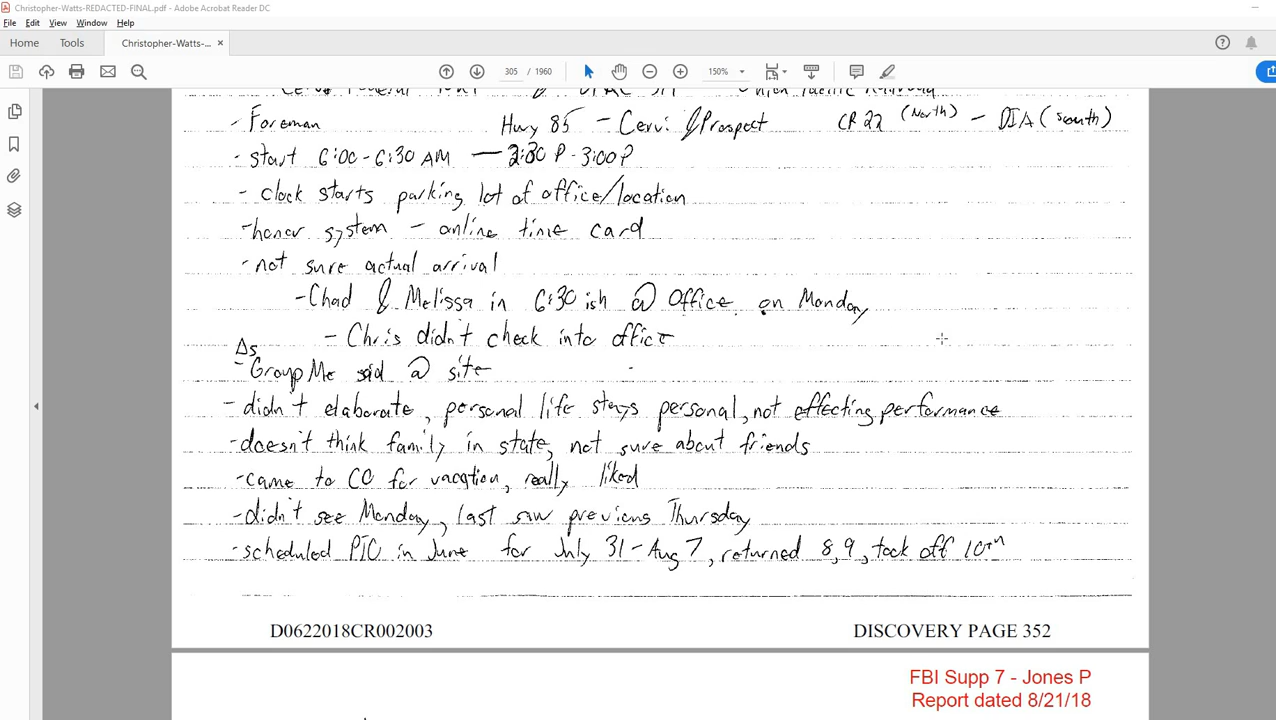 Christopher-Watts-REDACTED-FINAL.pdf - Adobe Acrobat Reader DC
File Edit View Window Help
Home Tools Christopher-Watts-... ×
305 / 1960 150%
- Foreman Hwy 85 - Cervi & Prospect CR 22 (North) - DIA (south)
- start 6:00 - 6:30 AM — 2:30 P - 3:00 P
- clock starts parking lot of office/location
- honor system - online time card
- not sure actual arrival
- Chad & Melissa in 6:30 ish @ Office on Monday
- Chris didn't check into office
Δs
- GroupMe said @ site
- didn't elaborate, personal life stays personal, not effecting performance
- doesn't think family in state, not sure about friends
- came to CO for vacation, really liked
- didn't see Monday, last saw previous Thursday
- scheduled PTO in June for July 31 - Aug 7, returned 8, 9, took off 10th
D0622018CR002003 DISCOVERY PAGE 352
FBI Supp 7 - Jones P
Report dated 8/21/18